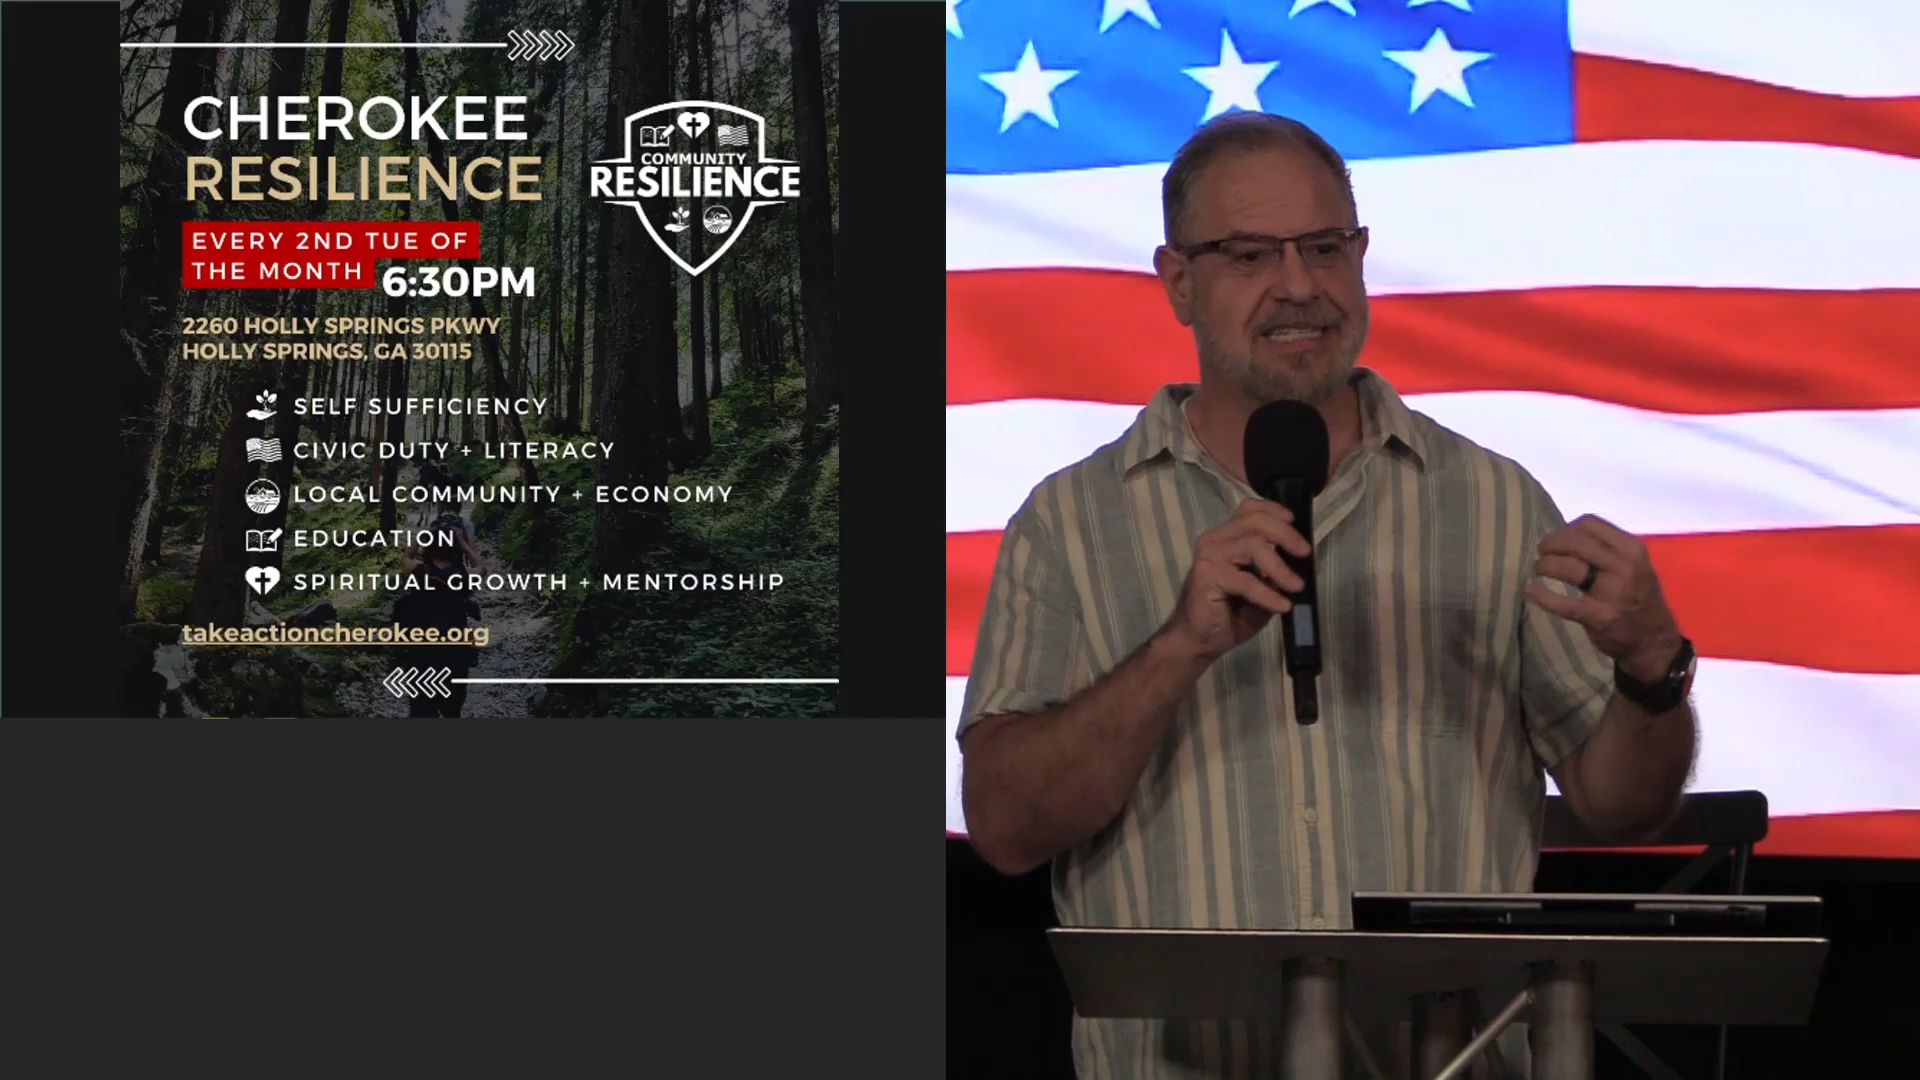 CHEROKEE
RESILIENCE
COMMUNITY
RESILIENCE
EVERY 2ND TUE OF
THE MONTH
6:30PM
2260 HOLLY SPRINGS PKWY
HOLLY SPRINGS, GA 30115
SELF SUFFICIENCY
CIVIC DUTY + LITERACY
LOCAL COMMUNITY + ECONOMY
EDUCATION
SPIRITUAL GROWTH + MENTORSHIP
takeactioncherokee.org